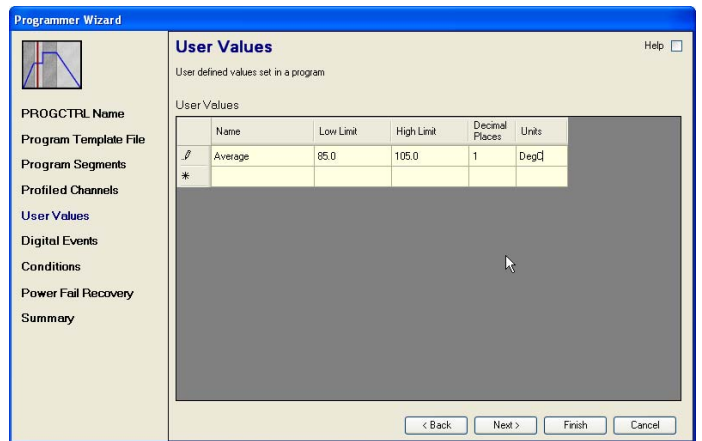 Programmer Wizard
PROGCTRL Name
Program Template File
Program Segments
Profiled Channels
User Values
Digital Events
Conditions
Power Fail Recovery
Summary
User Values
Help
User defined values set in a program
User Values
Name Low Limit High Limit Decimal Places Units
Average 85.0 105.0 1 DegC
*
< Back Next > Finish Cancel